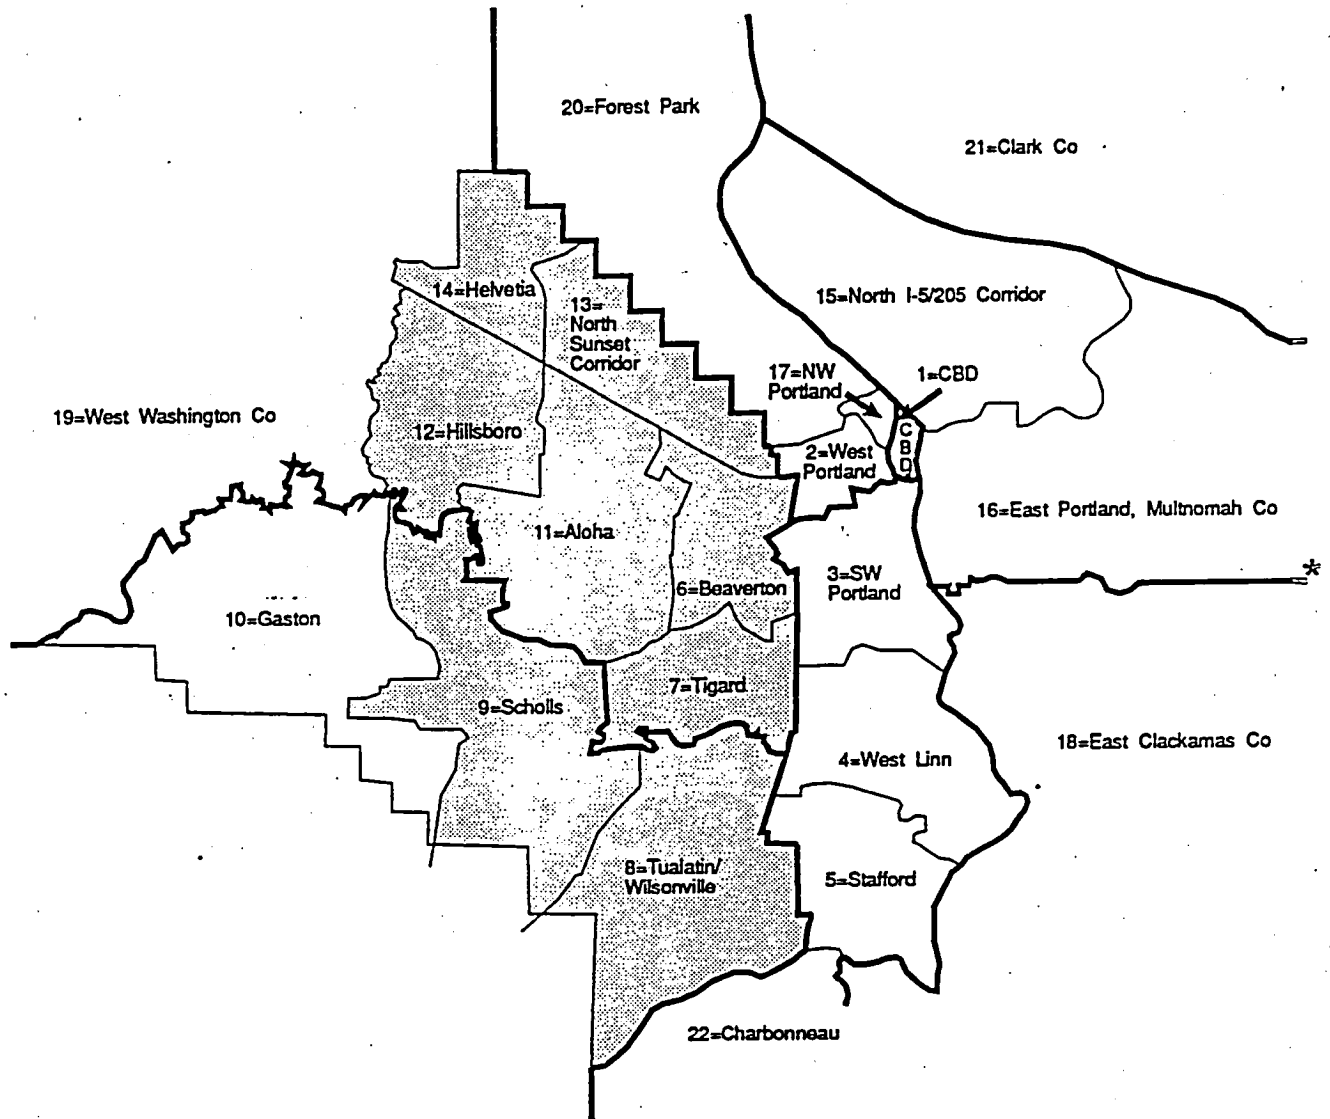 20=Forest Park
21=Clark Co
14=Helvetia
13=
North
Sunset
Corridor
15=North I-5/205 Corridor
17=NW
Portland
1=CBD
19=West Washington Co
12=Hillsboro
C
B
D
2=West
Portland
16=East Portland, Multnomah Co
11=Aloha
*
3=SW
Portland
6=Beaverton
10=Gaston
7=Tigard
9=Scholls
18=East Clackamas Co
4=West Linn
8=Tualatin/
Wilsonville
5=Stafford
22=Charbonneau